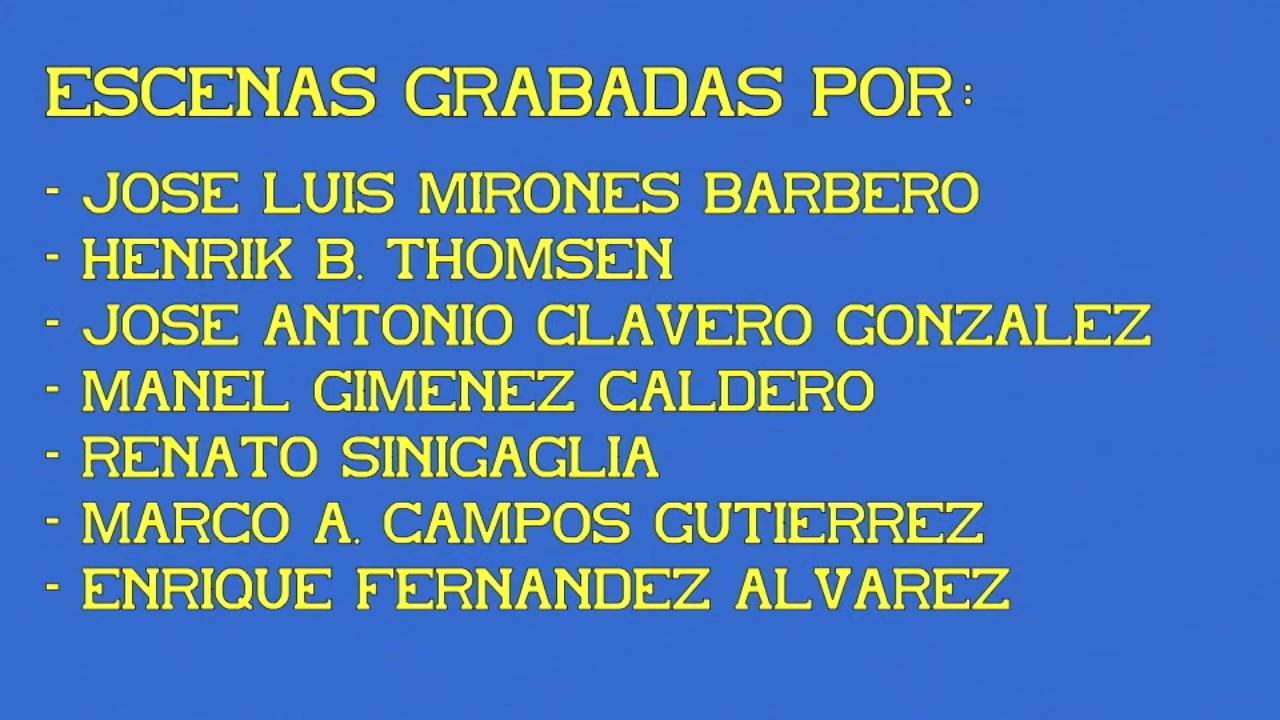 ESCENAS GRABADAS POR:
- JOSE LUIS MIRONES BARBERO
- HENRIK B. THOMSEN
- JOSE ANTONIO CLAVERO GONZALEZ
- MANEL GIMENEZ CALDERO
- RENATO SINIGAGLIA
- MARCO A. CAMPOS GUTIERREZ
- ENRIQUE FERNANDEZ ALVAREZ